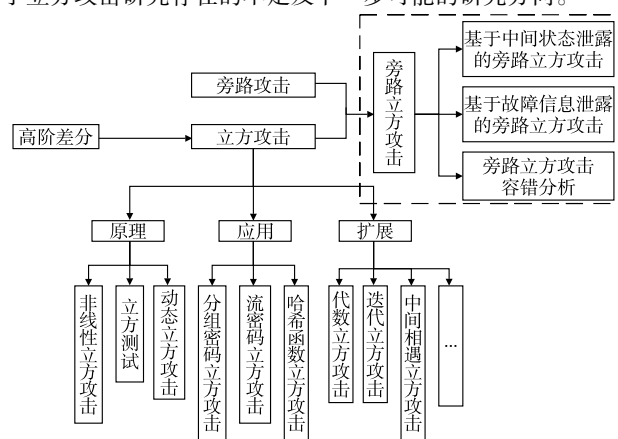 于立方攻击研究存在的不足及下一步可能的研究方向。
旁路攻击
高阶差分
立方攻击
旁路立方攻击
基于中间状态泄露
的旁路立方攻击
基于故障信息泄露
的旁路立方攻击
旁路立方攻击
容错分析
原理
应用
扩展
非线性立方攻击
立方测试
动态立方攻击
分组密码立方攻击
流密码立方攻击
哈希函数立方攻击
代数立方攻击
迭代立方攻击
中间相遇立方攻击
...